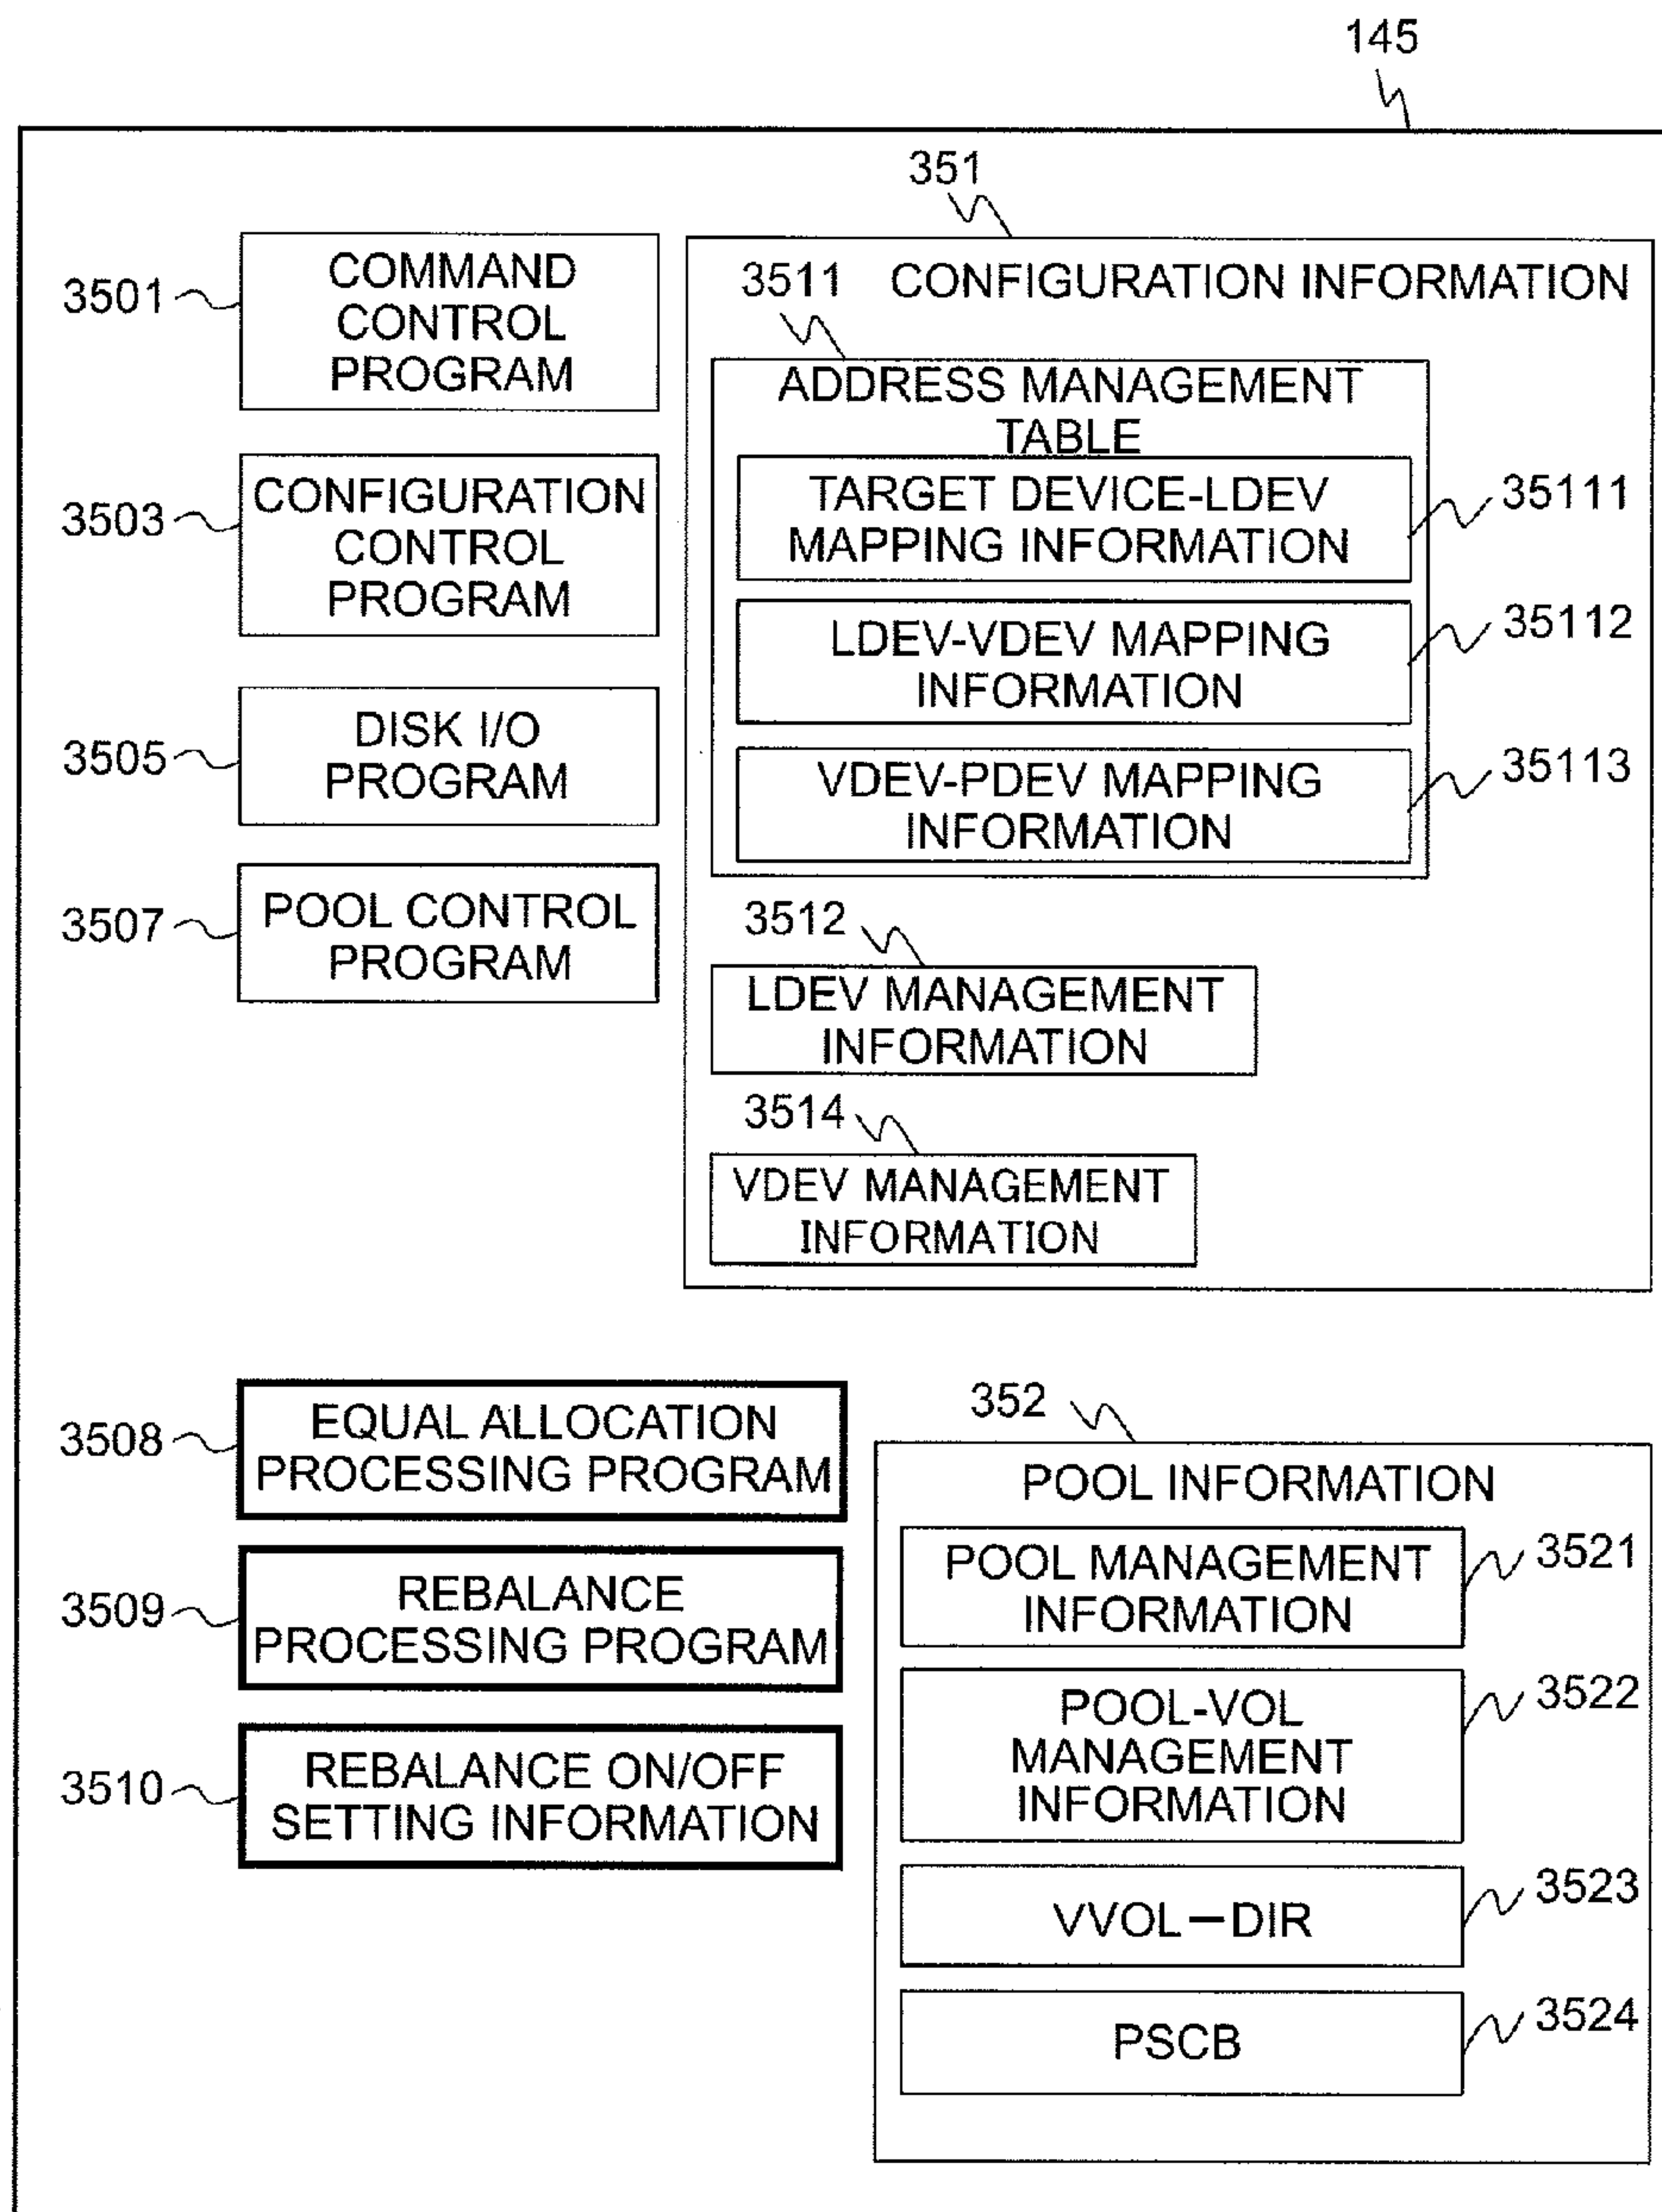 145
351
3501
COMMAND
CONTROL
PROGRAM
3503
CONFIGURATION
CONTROL
PROGRAM
3505
DISK I/O
PROGRAM
3507
POOL CONTROL
PROGRAM
3511
CONFIGURATION INFORMATION
ADDRESS MANAGEMENT
TABLE
TARGET DEVICE-LDEV
MAPPING INFORMATION
35111
LDEV-VDEV MAPPING
INFORMATION
35112
VDEV-PDEV MAPPING
INFORMATION
35113
3512
LDEV MANAGEMENT
INFORMATION
3514
VDEV MANAGEMENT
INFORMATION
3508
EQUAL ALLOCATION
PROCESSING PROGRAM
3509
REBALANCE
PROCESSING PROGRAM
3510
REBALANCE ON/OFF
SETTING INFORMATION
352
POOL INFORMATION
POOL MANAGEMENT
INFORMATION
3521
POOL-VOL
MANAGEMENT
INFORMATION
3522
VVOL—DIR
3523
PSCB
3524